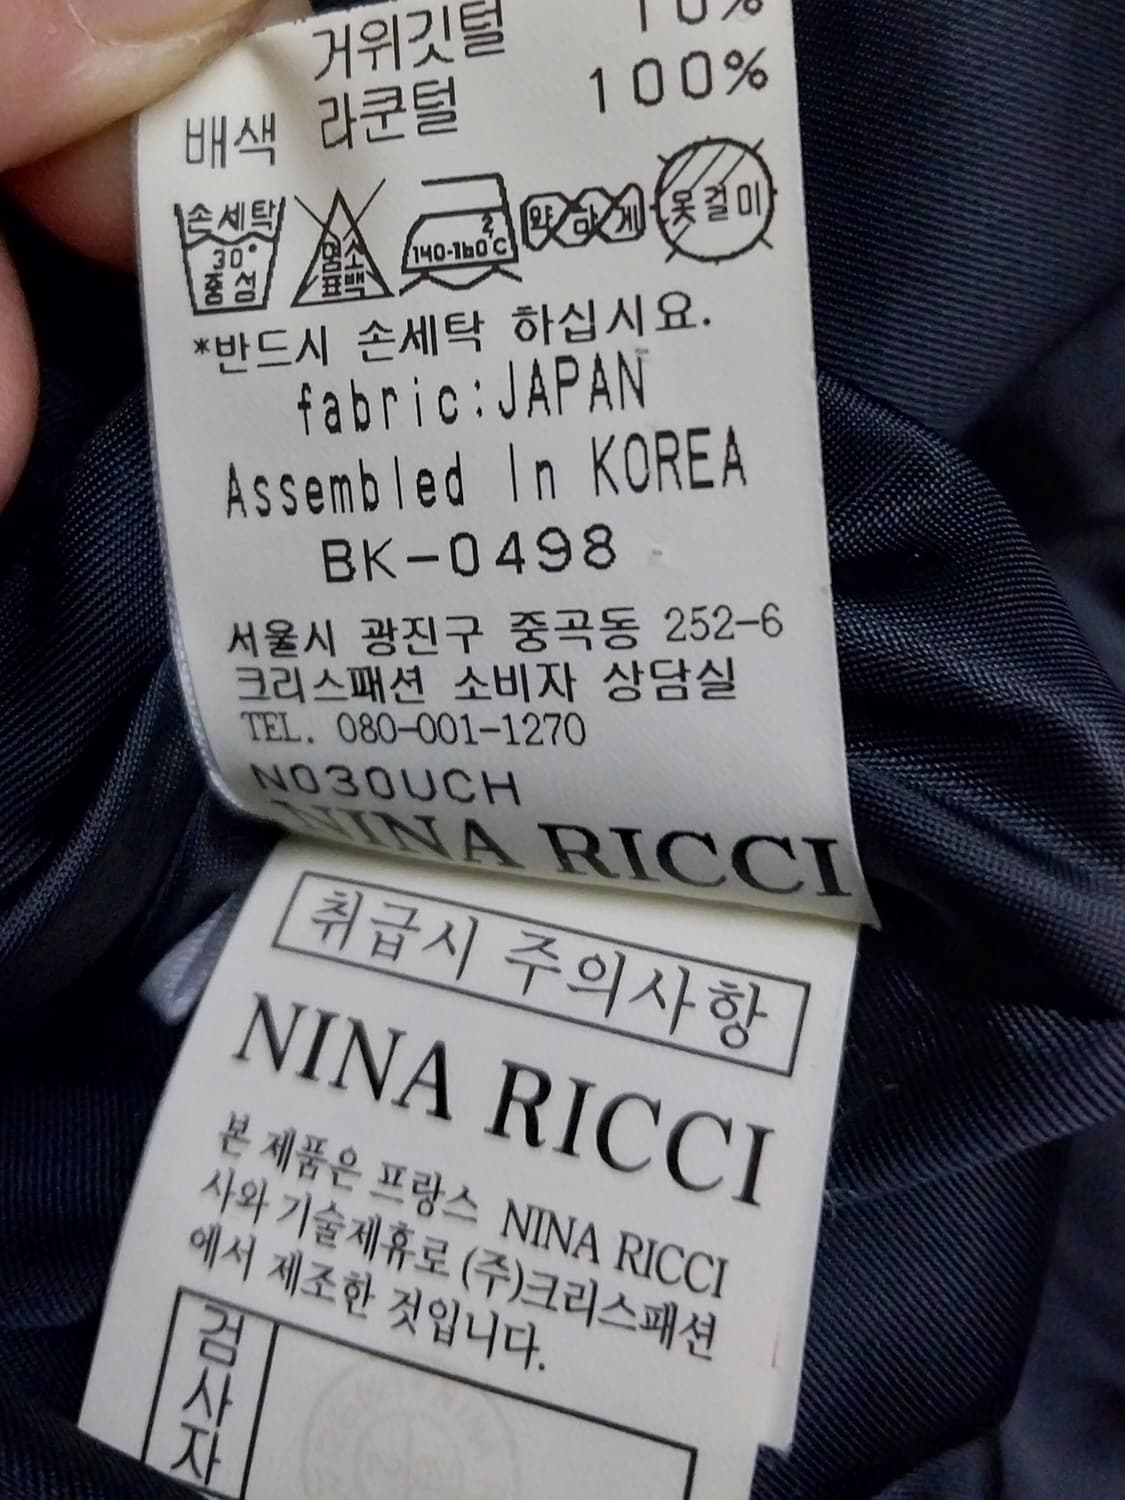 거위깃털 10%
배색 라쿤털 100%
손세탁 30° 중성
염소 표백
2 140-160°C
약하게
옷걸이
*반드시 손세탁 하십시요.
fabric:JAPAN
Assembled In KOREA
BK-0498
서울시 광진구 중곡동 252-6
크리스패션 소비자 상담실
TEL. 080-001-1270
N030UCH
NINA RICCI
취급시 주의사항
NINA RICCI
본 제품은 프랑스 NINA RICCI
사와 기술제휴로 (주)크리스패션
에서 제조한 것입니다.
검사자